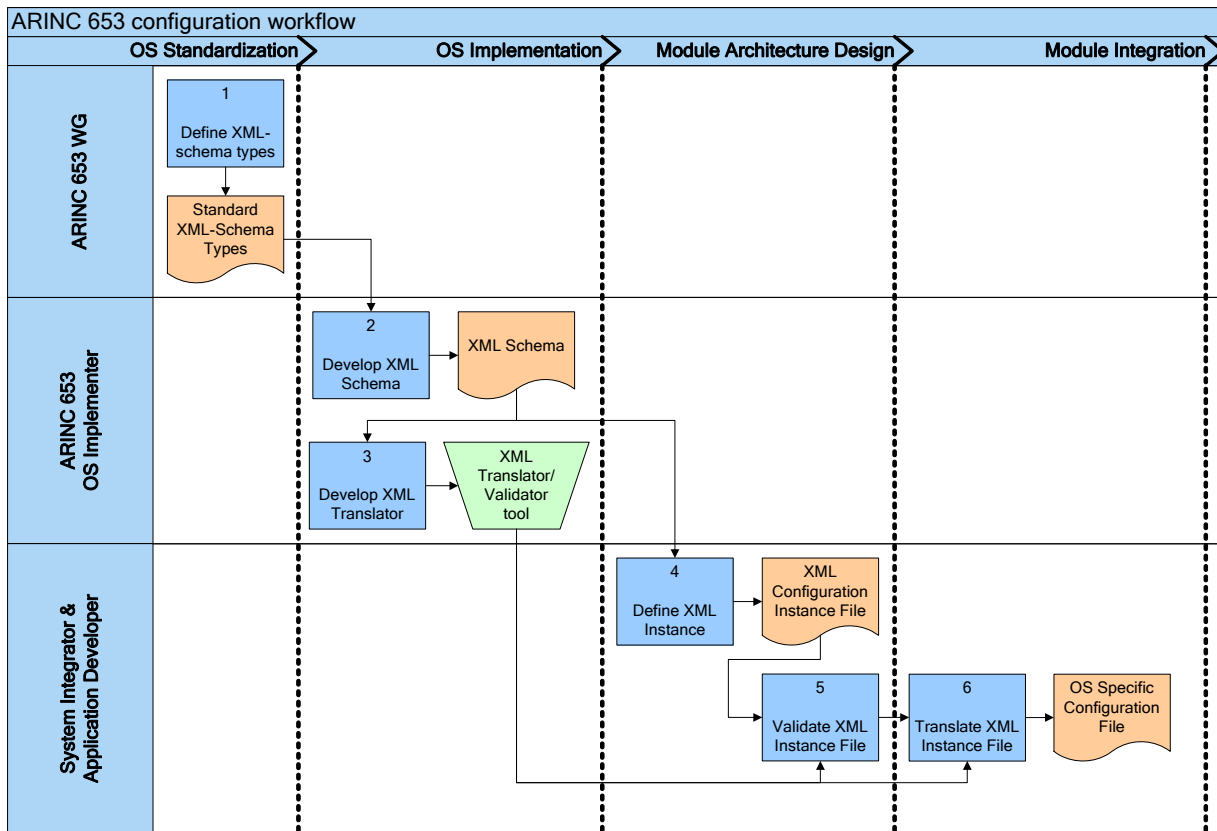 ARINC 653 configuration workflow
OS Standardization
OS Implementation
Module Architecture Design
Module Integration
ARINC 653 WG
1
Define XML-
schema types
Standard
XML-Schema
Types
ARINC 653
OS Implementer
2
Develop XML
Schema
XML Schema
3
Develop XML
Translator
XML
Translator/
Validator
tool
System Integrator &
Application Developer
4
Define XML
Instance
XML
Configuration
Instance File
5
Validate XML
Instance File
6
Translate XML
Instance File
OS Specific
Configuration
File